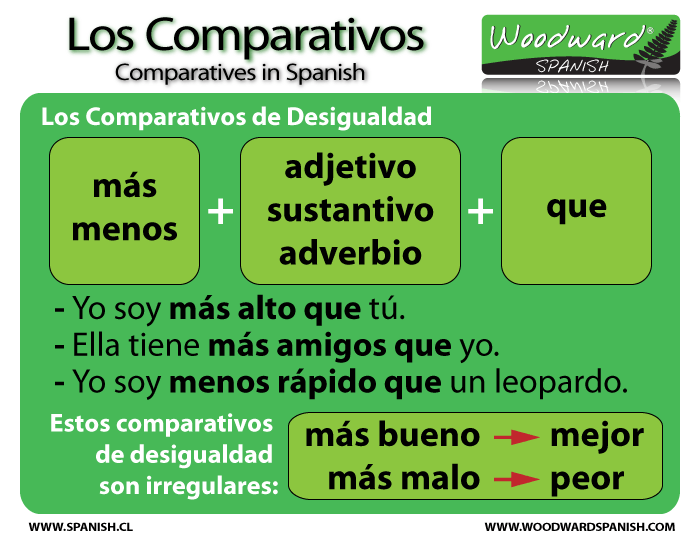 Los Comparativos
Comparatives in Spanish
Woodward®
SPANISH
Los Comparativos de Desigualdad
más
menos
+
adjetivo
sustantivo
adverbio
+
que
- Yo soy más alto que tú.
- Ella tiene más amigos que yo.
- Yo soy menos rápido que un leopardo.
Estos comparativos
de desigualdad
son irregulares:
más bueno → mejor
más malo → peor
WWW.SPANISH.CL
WWW.WOODWARDSPANISH.COM